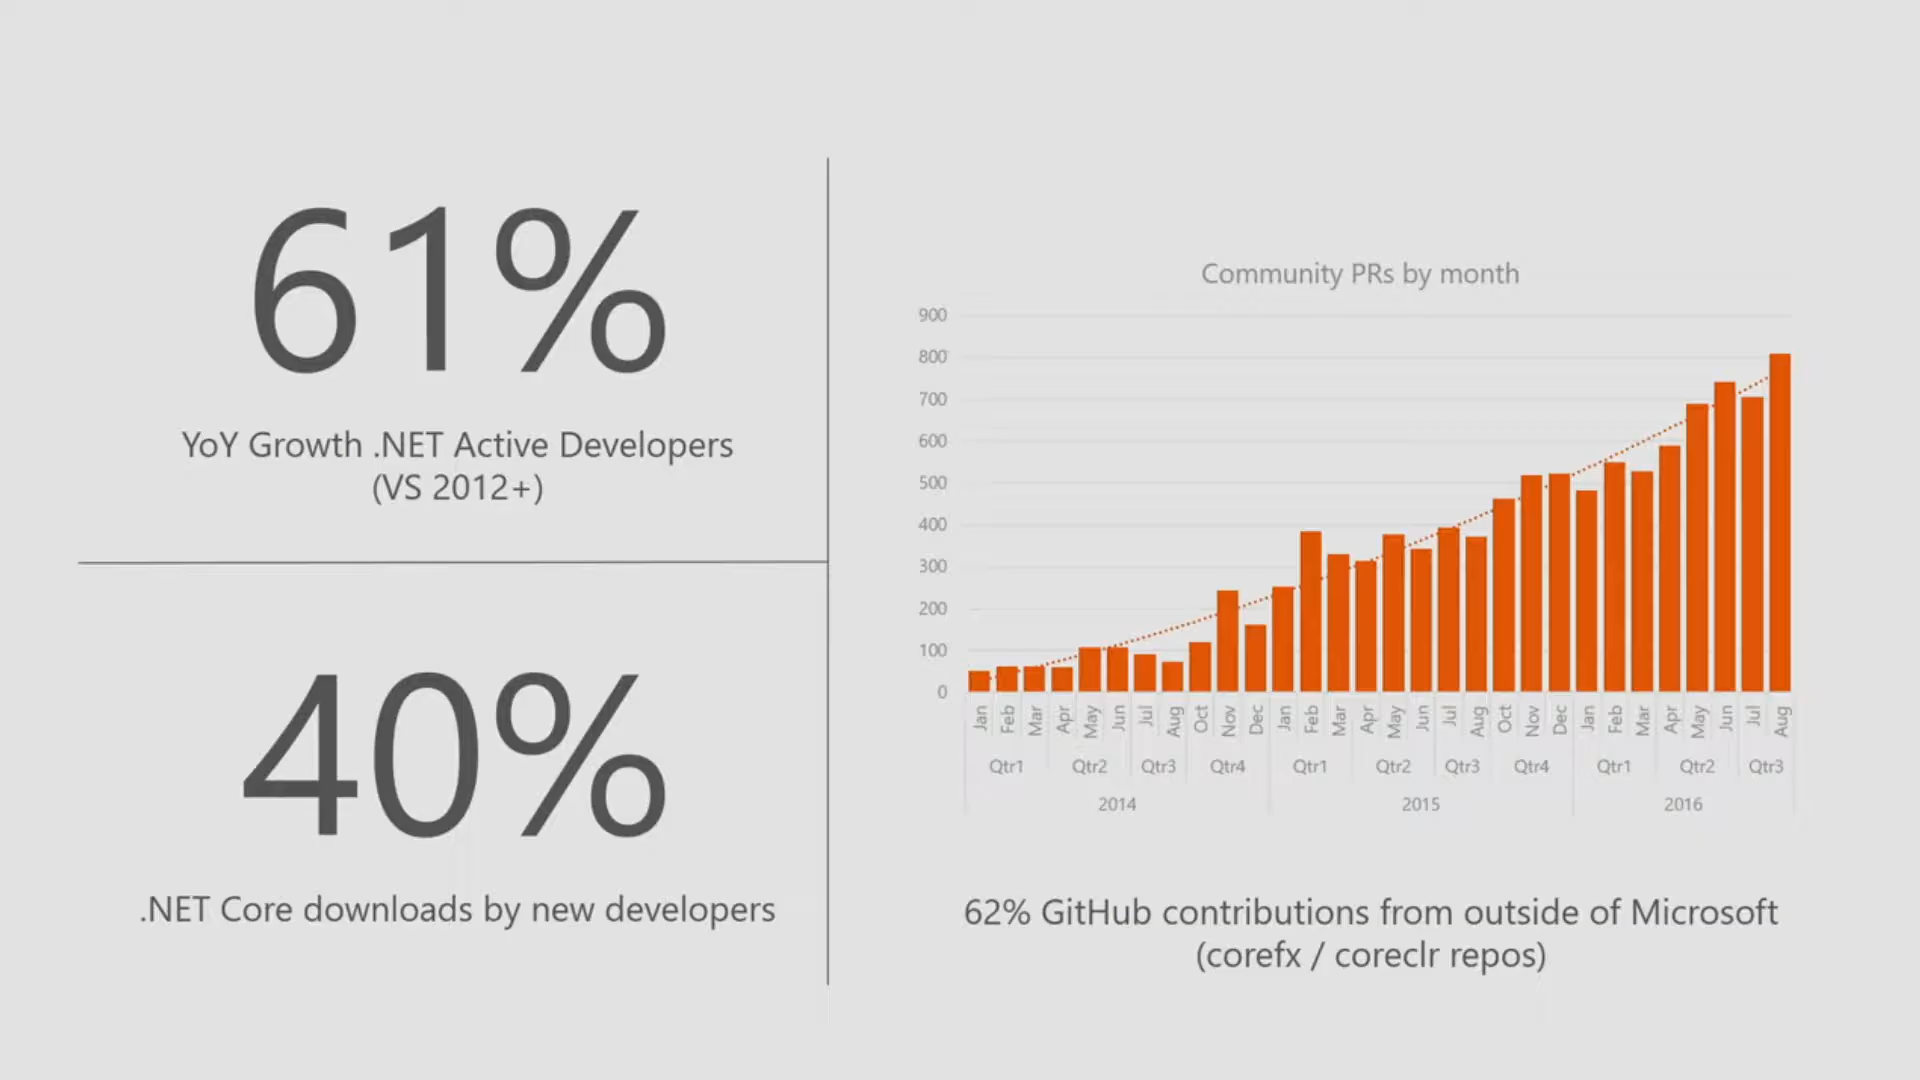 61%
YoY Growth .NET Active Developers
(VS 2012+)
40%
.NET Core downloads by new developers
Community PRs by month
900
800
700
600
500
400
300
200
100
0
Jan Feb Mar Apr May Jun Jul Aug Oct Nov Dec Jan Feb Mar Apr May Jun Jul Aug Oct Nov Dec Jan Feb Mar Apr May Jun Jul Aug
Qtr1 Qtr2 Qtr3 Qtr4 Qtr1 Qtr2 Qtr3 Qtr4 Qtr1 Qtr2 Qtr3
2014 2015 2016
62% GitHub contributions from outside of Microsoft
(corefx / coreclr repos)